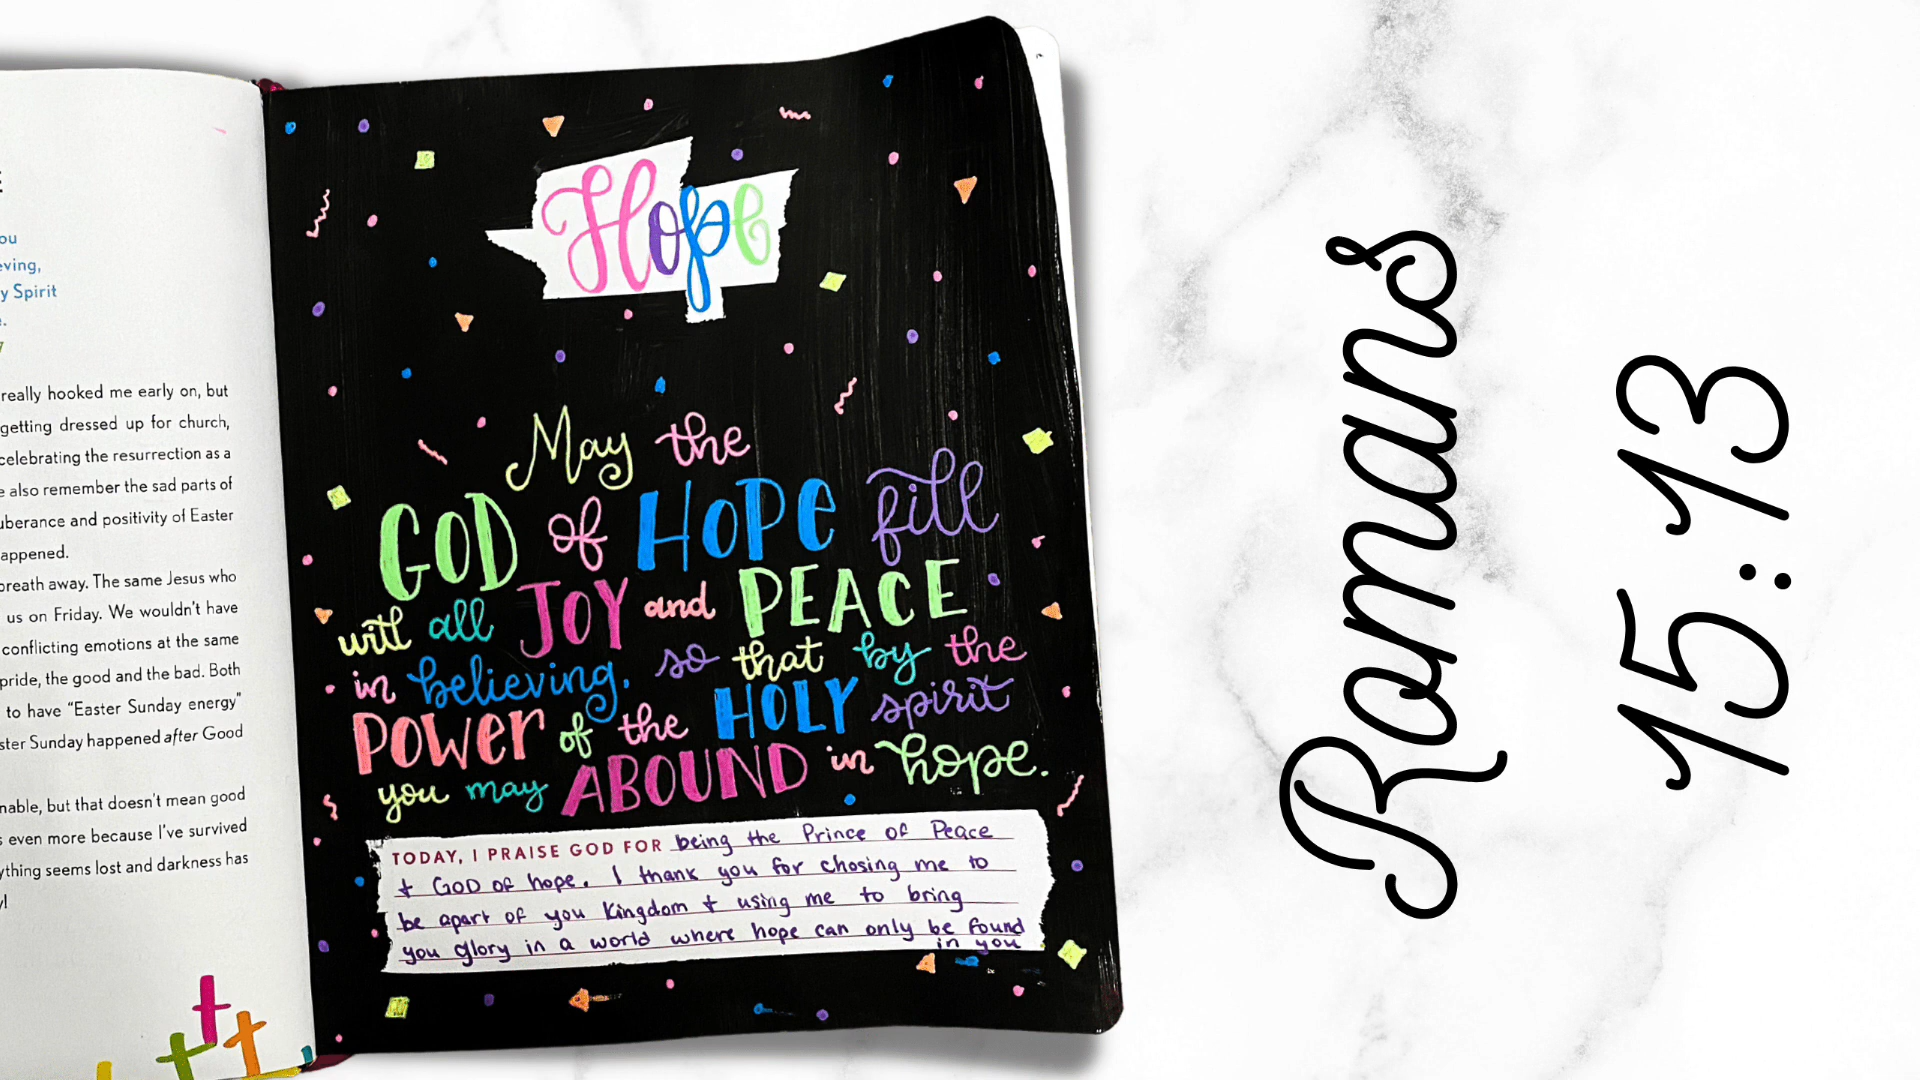 ou
eving,
y Spirit
e.
7
really hooked me early on, but
getting dressed up for church,
celebrating the resurrection as a
e also remember the sad parts of
uberance and positivity of Easter
appened.
breath away. The same Jesus who
us on Friday. We wouldn't have
conflicting emotions at the same
pride, the good and the bad. Both
to have “Easter Sunday energy”
ster Sunday happened after Good
nable, but that doesn't mean good
s even more because I've survived
ything seems lost and darkness has
y!
Hope
May the
GOD of HOPE fill
with all JOY and PEACE
in believing, so that by the
POWER of the HOLY spirit
you may ABOUND in hope.
TODAY, I PRAISE GOD FOR being the Prince of Peace
+ GOD of hope. I thank you for chosing me to
be apart of you Kingdom + using me to bring
you glory in a world where hope can only be found
in you
Romans
15:13